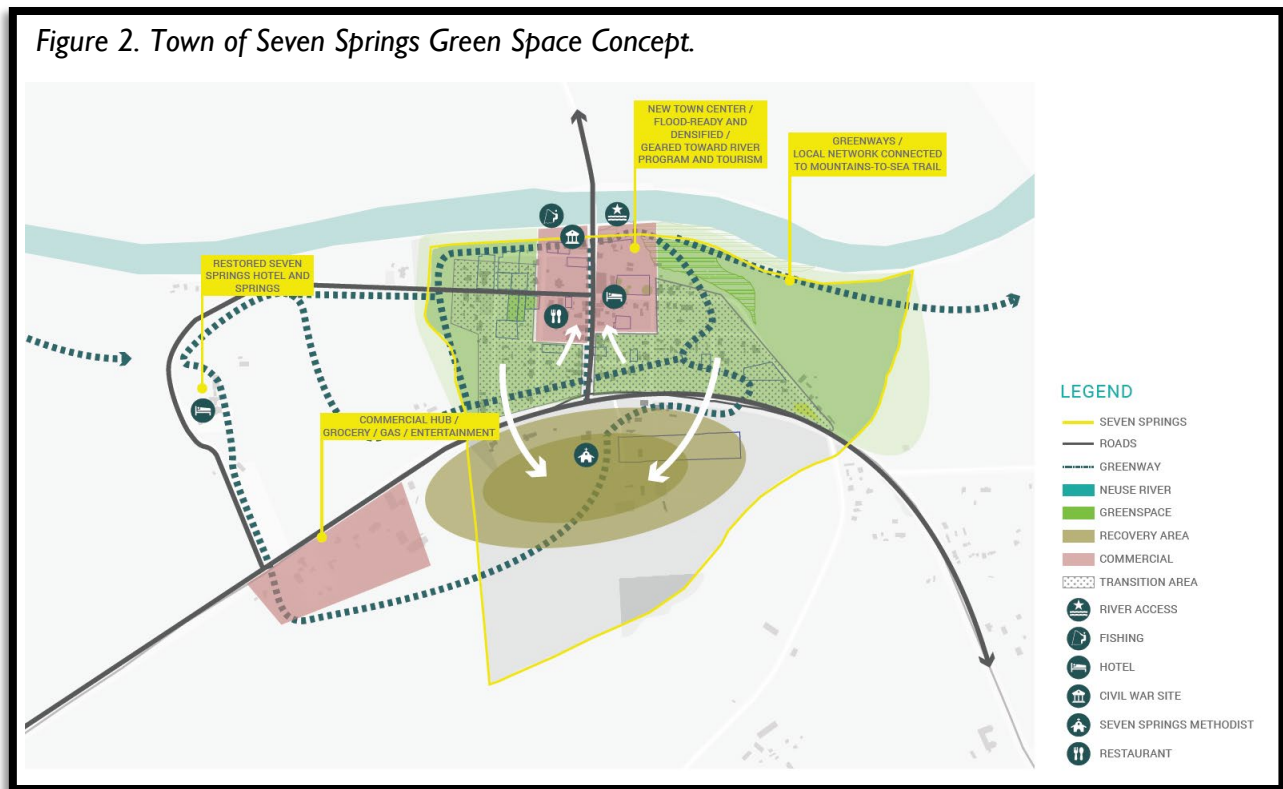 Figure 2. Town of Seven Springs Green Space Concept.
NEW TOWN CENTER /
FLOOD-READY AND
DENSIFIED /
GEARED TOWARD RIVER
PROGRAM AND TOURISM
GREENWAYS /
LOCAL NETWORK CONNECTED
TO MOUNTAINS-TO-SEA TRAIL
RESTORED SEVEN
SPRINGS HOTEL AND
SPRINGS
COMMERCIAL HUB /
GROCERY / GAS / ENTERTAINMENT
LEGEND
SEVEN SPRINGS
ROADS
GREENWAY
NEUSE RIVER
GREENSPACE
RECOVERY AREA
COMMERCIAL
TRANSITION AREA
RIVER ACCESS
FISHING
HOTEL
CIVIL WAR SITE
SEVEN SPRINGS METHODIST
RESTAURANT